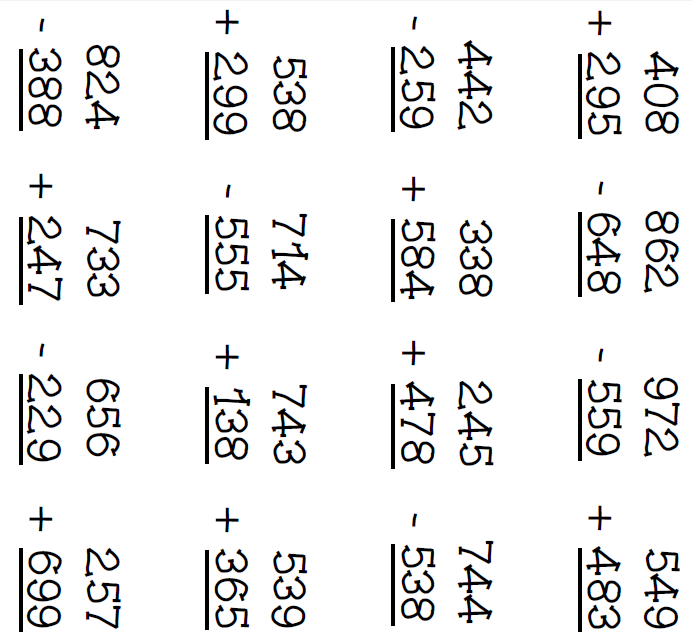 408 862 972 549
+ 295 - 648 - 559 + 483
442 338 245 744
- 259 + 584 + 478 - 538
538 714 743 539
+ 299 - 555 + 138 + 365
824 733 656 257
- 388 + 247 - 229 + 699